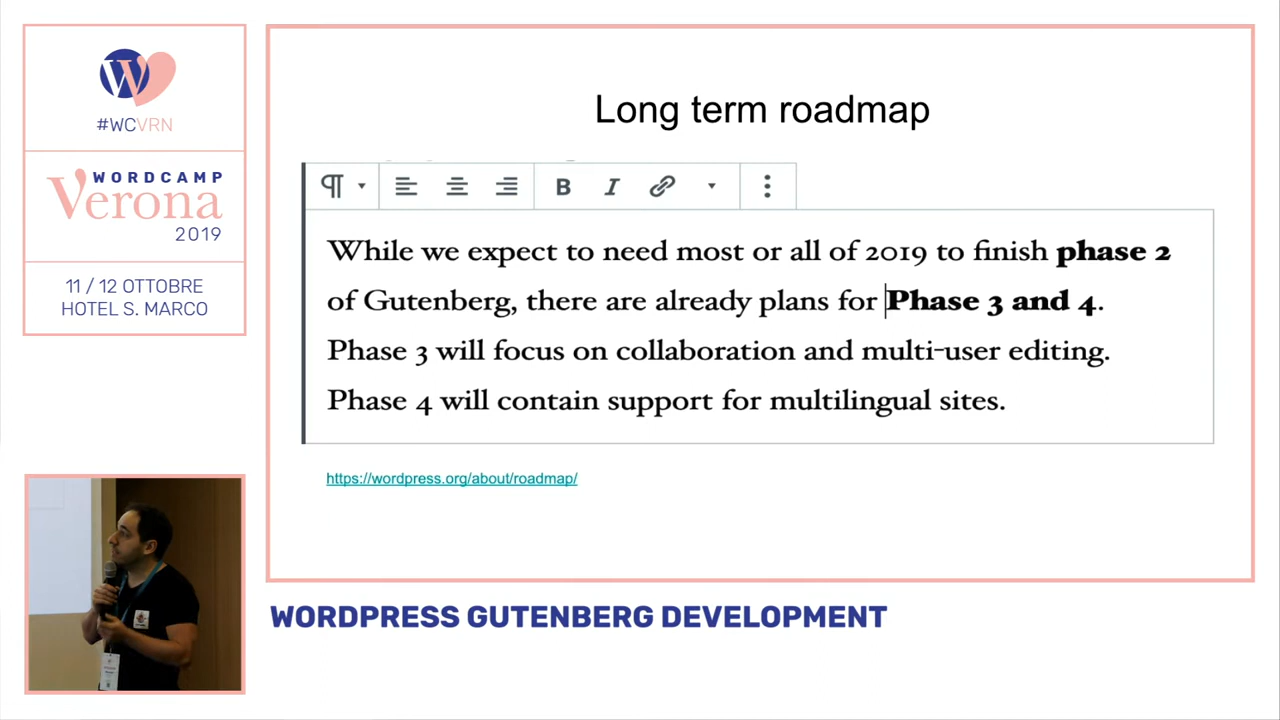 #WCVRN
WORDCAMP
Verona
2019
11 / 12 OTTOBRE
HOTEL S. MARCO
Long term roadmap
B I
While we expect to need most or all of 2019 to finish phase 2
of Gutenberg, there are already plans for Phase 3 and 4.
Phase 3 will focus on collaboration and multi-user editing.
Phase 4 will contain support for multilingual sites.
https://wordpress.org/about/roadmap/
WORDPRESS GUTENBERG DEVELOPMENT